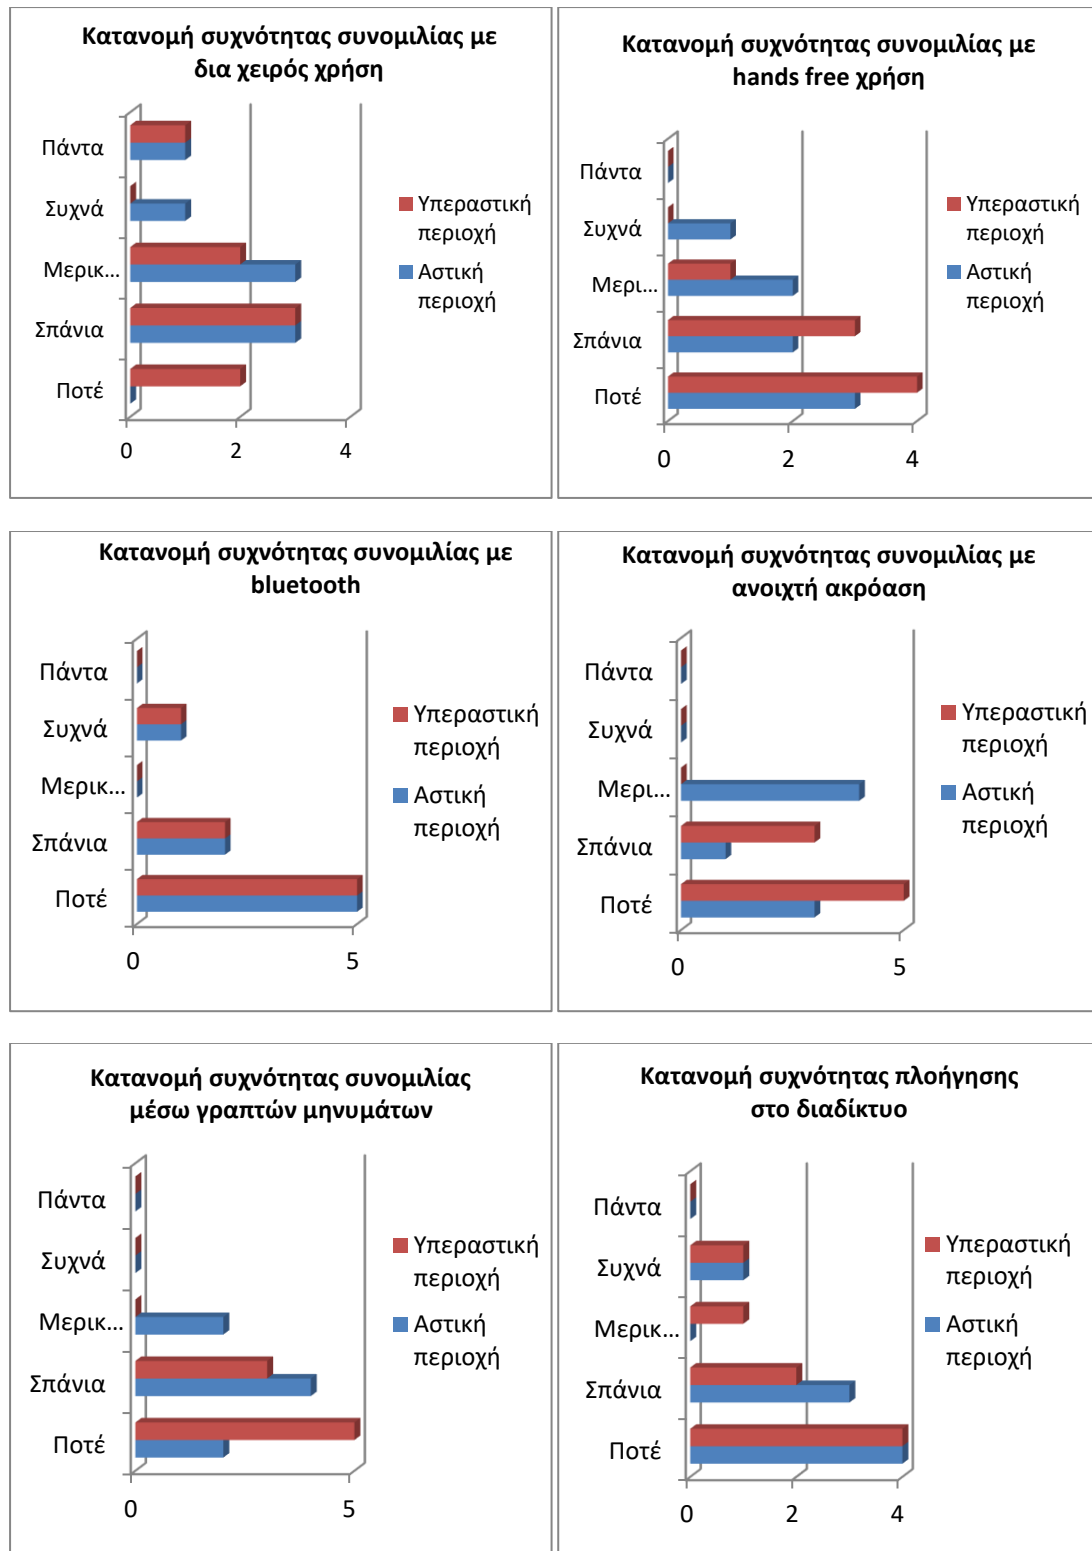 Κατανομή συχνότητας συνομιλίας με
δια χειρός χρήση
Πάντα
Συχνά
Μερικ...
Σπάνια
Ποτέ
0 2 4
Υπεραστική
περιοχή
Αστική
περιοχή
Κατανομή συχνότητας συνομιλίας με
hands free χρήση
Πάντα
Συχνά
Μερι...
Σπάνια
Ποτέ
0 2 4
Υπεραστική
περιοχή
Αστική
περιοχή
Κατανομή συχνότητας συνομιλίας με
bluetooth
Πάντα
Συχνά
Μερικ...
Σπάνια
Ποτέ
0 5
Υπεραστική
περιοχή
Αστική
περιοχή
Κατανομή συχνότητας συνομιλίας με
ανοιχτή ακρόαση
Πάντα
Συχνά
Μερι...
Σπάνια
Ποτέ
0 5
Υπεραστική
περιοχή
Αστική
περιοχή
Κατανομή συχνότητας συνομιλίας
μέσω γραπτών μηνυμάτων
Πάντα
Συχνά
Μερικ...
Σπάνια
Ποτέ
0 5
Υπεραστική
περιοχή
Αστική
περιοχή
Κατανομή συχνότητας πλοήγησης
στο διαδίκτυο
Πάντα
Συχνά
Μερικ...
Σπάνια
Ποτέ
0 2 4
Υπεραστική
περιοχή
Αστική
περιοχή